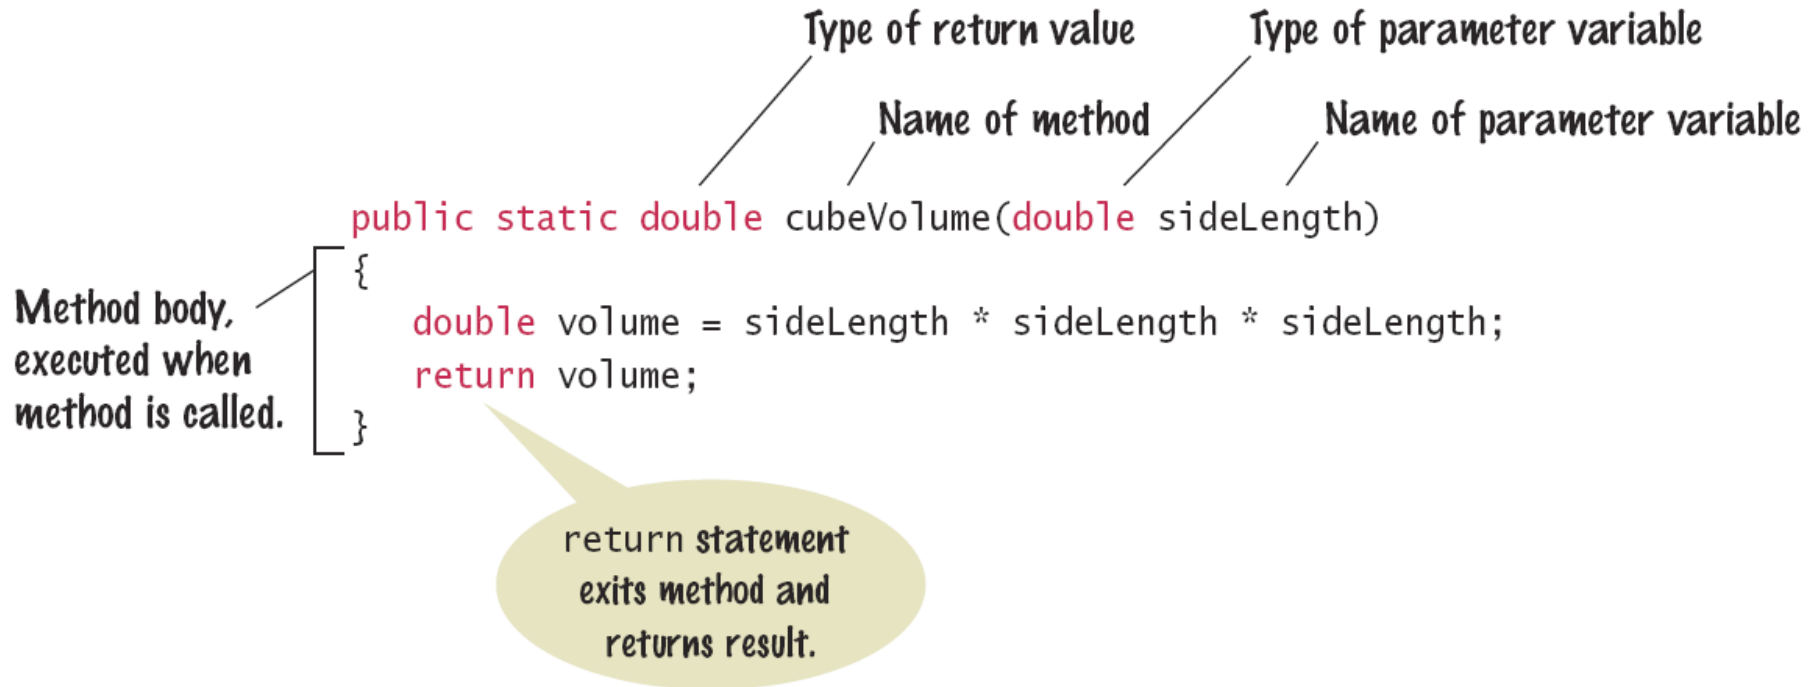 Type of return value
Type of parameter variable
Name of method
Name of parameter variable
public static double cubeVolume(double sideLength)
{
double volume = sideLength * sideLength * sideLength;
return volume;
}
Method body,
executed when
method is called.
return statement
exits method and
returns result.